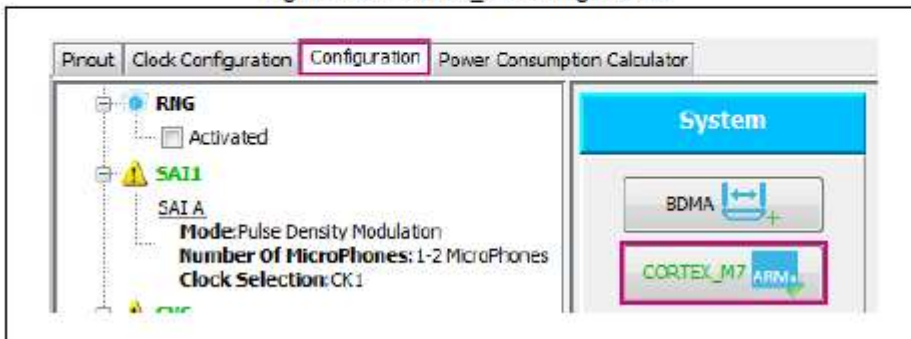 Pinout Clock Configuration Configuration Power Consumption Calculator
RNG
Activated
SAI1
SAI A
Mode:Pulse Density Modulation
Number Of MicroPhones:1-2 MicroPhones
Clock Selection:CK1
System
BDMA
CORTEX_M7 ARM